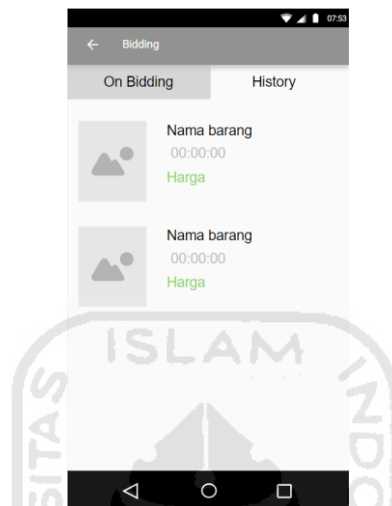 07:53
Bidding
On Bidding History
Nama barang
00:00:00
Harga
Nama barang
00:00:00
Harga
ISLAM